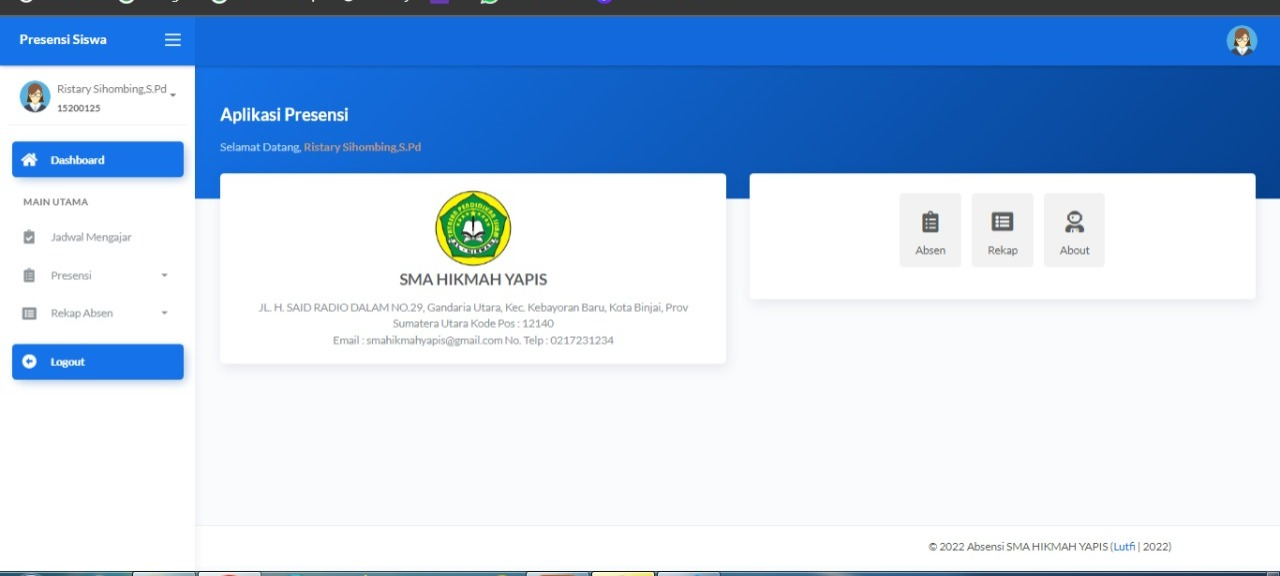 Presensi Siswa
Ristary Sihombing,S.Pd
15200125
Dashboard
MAIN UTAMA
Jadwal Mengajar
Presensi
Rekap Absen
Logout
Aplikasi Presensi
Selamat Datang, Ristary Sihombing,S.Pd
SMA HIKMAH YAPIS
JL. H. SAID RADIO DALAM NO.29, Gandaria Utara, Kec. Kebayoran Baru, Kota Binjai, Prov
Sumatera Utara Kode Pos : 12140
Email : smahikmahyapis@gmail.com No. Telp : 0217231234
Absen
Rekap
About
© 2022 Absensi SMA HIKMAH YAPIS (Lutfi | 2022)